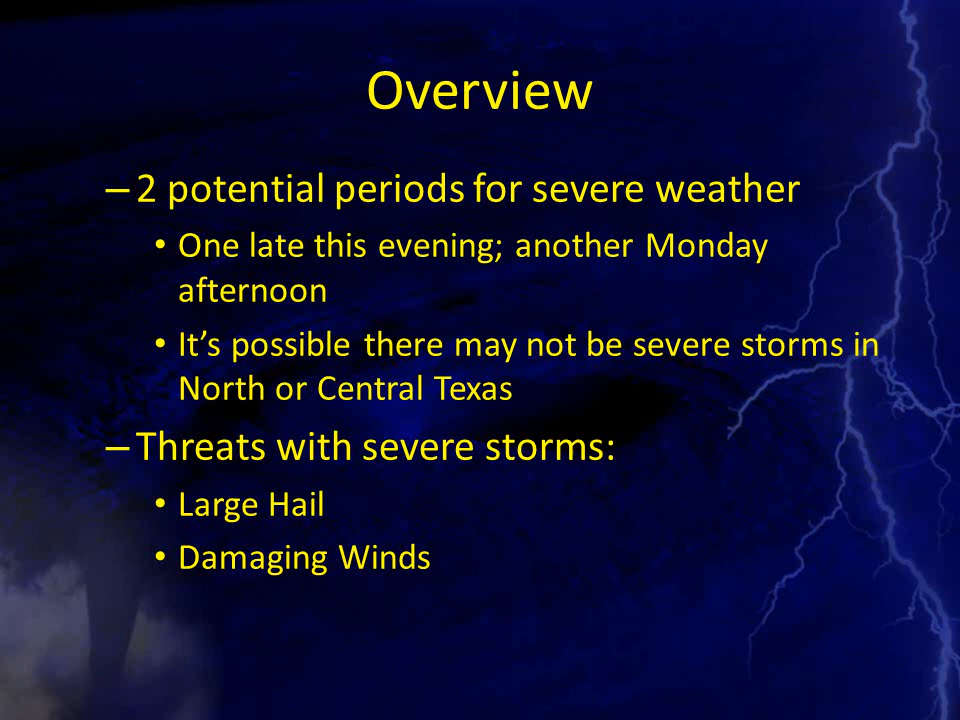 Overview
– 2 potential periods for severe weather
• One late this evening; another Monday
afternoon
• It’s possible there may not be severe storms in
North or Central Texas
– Threats with severe storms:
• Large Hail
• Damaging Winds